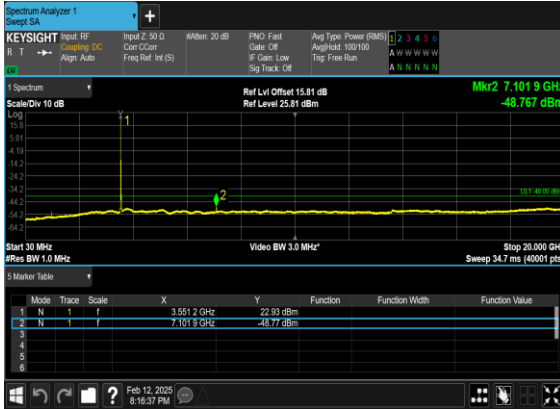 Spectrum Analyzer 1
Swept SA
+
KEYSIGHT Input: RF Input Z: 50 Ω #Atten: 20 dB PNO: Fast Avg Type: Power (RMS) 1 2 3 4 5 6
R T Coupling: DC Corr CCorr Gate: Off Avg|Hold: 100/100 A W W W W W
Align: Auto Freq Ref: Int (S) IF Gain: Low Trig: Free Run
Sig Track: Off A N N N N N
1 Spectrum
Ref Lvl Offset 15.81 dB Mkr2 7.101 9 GHz
Scale/Div 10 dB Ref Level 25.81 dBm -48.767 dBm
Log
15.8
5.81
-4.19
-14.2
-24.2
-34.2
-44.2
-54.2
-64.2
1
2
DL1 -40.00 dBm
Start 30 MHz Video BW 3.0 MHz* Stop 20.000 GH
#Res BW 1.0 MHz Sweep 34.7 ms (40001 pts
5 Marker Table
Mode Trace Scale X Y Function Function Width Function Value
1 N 1 f 3.551 2 GHz 22.93 dBm
2 N 1 f 7.101 9 GHz -48.77 dBm
3
4
5
6
? Feb 12, 2025
8:16:37 PM